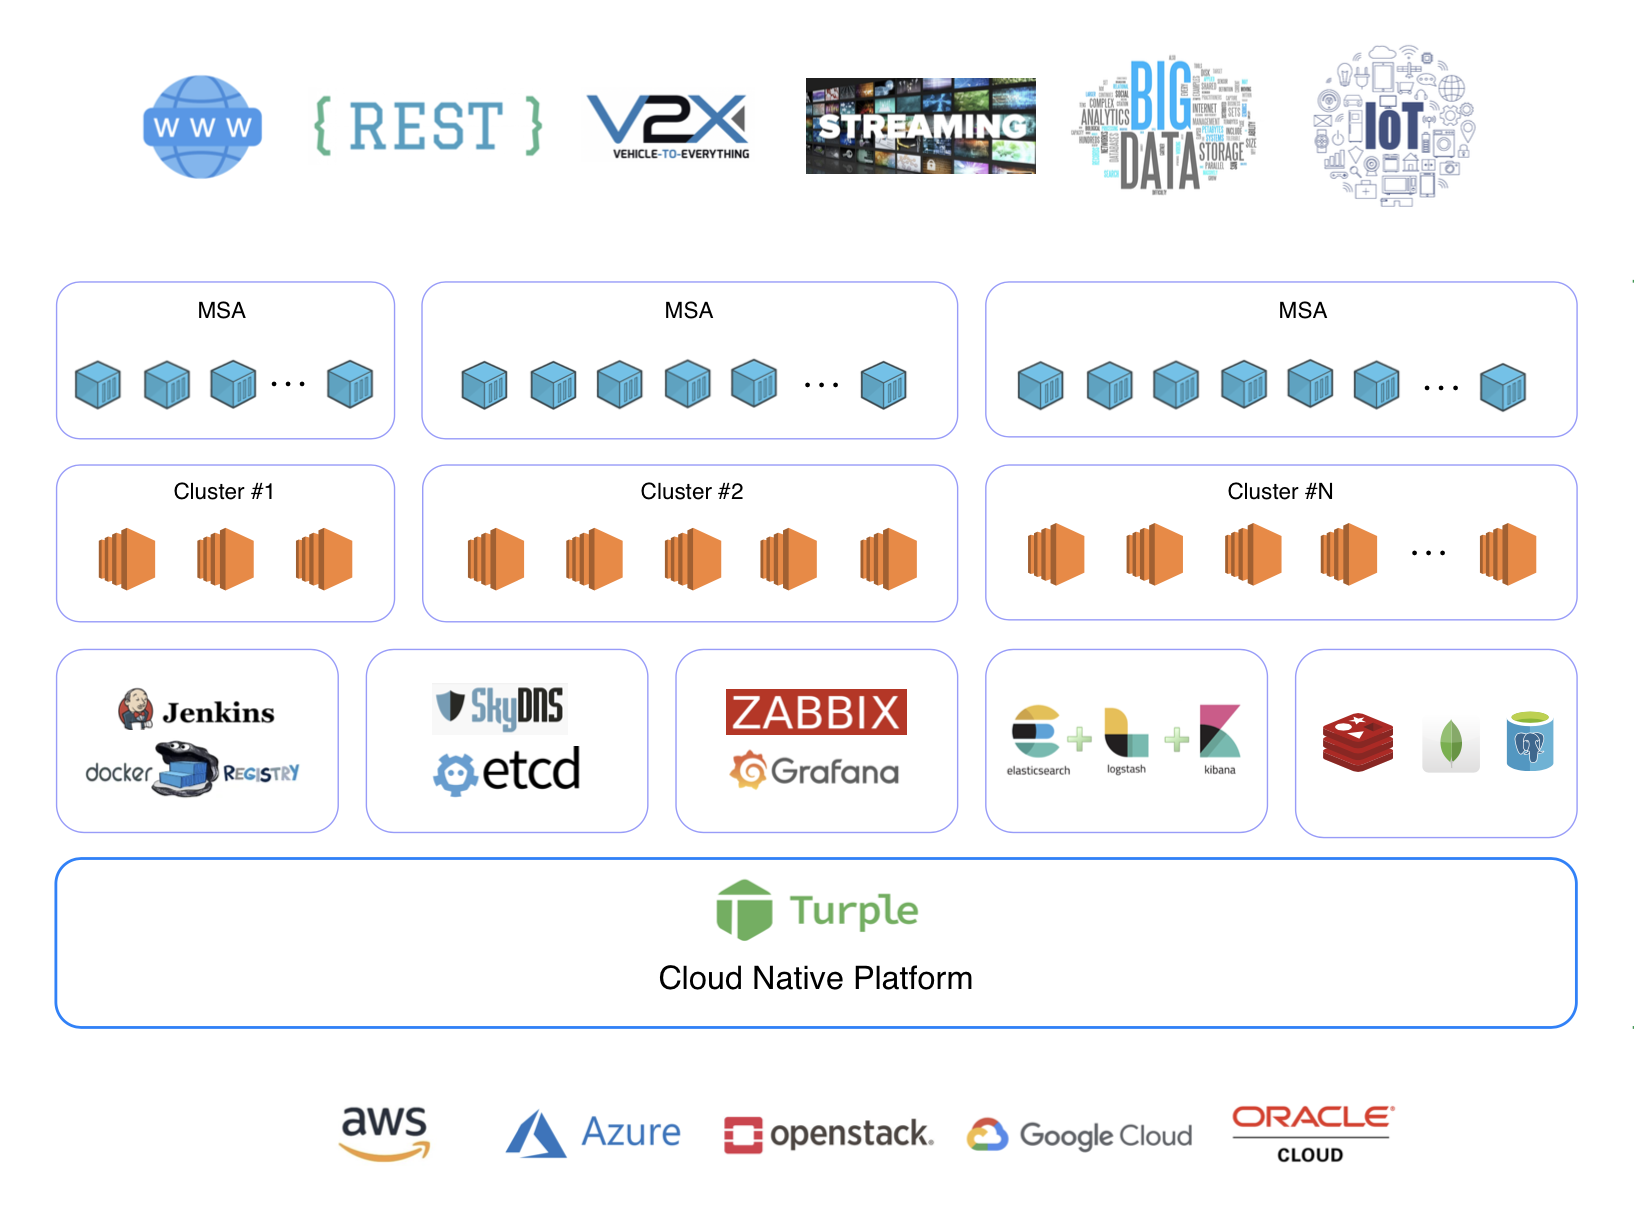 WWW
{ REST }
V2X
VEHICLE-TO-EVERYTHING
STREAMING
BIG
DATA
COMPLEX
ANALYTICS
INTERNET
STORAGE
IoT
MSA
MSA
MSA
...
...
...
Cluster #1
Cluster #2
Cluster #N
...
Jenkins
docker REGISTRY
SkyDNS
etcd
ZABBIX
Grafana
elasticsearch + logstash + kibana
Turple
Cloud Native Platform
aws
Azure
openstack.
Google Cloud
ORACLE
CLOUD